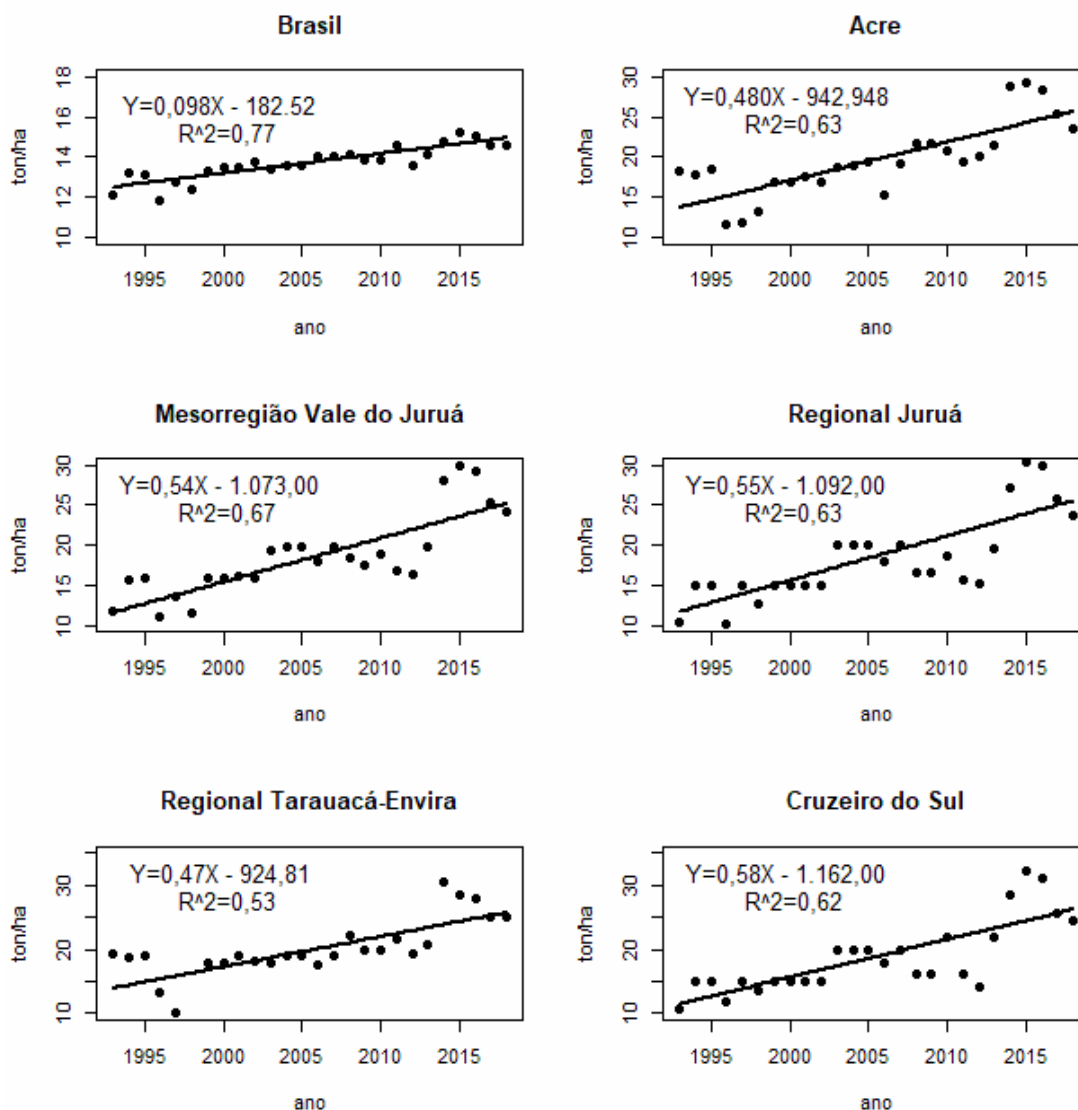 Brasil
Y=0,098X - 182.52
R^2=0,77
ton/ha
10 12 14 16 18
1995 2000 2005 2010 2015
ano
Acre
Y=0,480X - 942,948
R^2=0,63
ton/ha
10 15 20 25 30
1995 2000 2005 2010 2015
ano
Mesorregião Vale do Juruá
Y=0,54X - 1.073,00
R^2=0,67
ton/ha
10 15 20 25 30
1995 2000 2005 2010 2015
ano
Regional Juruá
Y=0,55X - 1.092,00
R^2=0,63
ton/ha
10 15 20 25 30
1995 2000 2005 2010 2015
ano
Regional Tarauacá-Envira
Y=0,47X - 924,81
R^2=0,53
ton/ha
10 20 30
1995 2000 2005 2010 2015
ano
Cruzeiro do Sul
Y=0,58X - 1.162,00
R^2=0,62
ton/ha
10 20 30
1995 2000 2005 2010 2015
ano